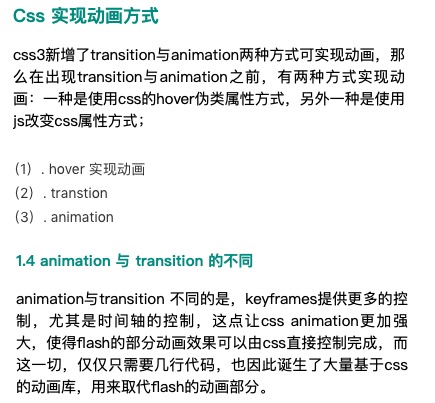 Css 实现动画方式
css3新增了transition与animation两种方式可实现动画，那
么在出现transition与animation之前，有两种方式实现动
画：一种是使用css的hover伪类属性方式，另外一种是使用
js改变css属性方式；
（1）. hover 实现动画
（2）. transtion
（3）. animation
1.4 animation 与 transition 的不同
animation与transition 不同的是，keyframes提供更多的控
制，尤其是时间轴的控制，这点让css animation更加强
大，使得flash的部分动画效果可以由css直接控制完成，而
这一切，仅仅只需要几行代码，也因此诞生了大量基于css
的动画库，用来取代flash的动画部分。